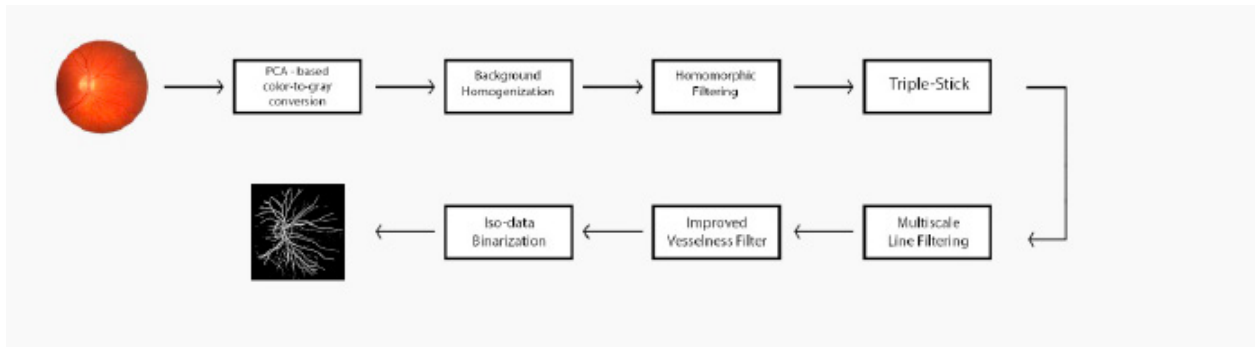 PCA - based
color-to-gray
conversion
Background
Homogenization
Homomorphic
Filtering
Triple-Stick
Multiscale
Line Filtering
Improved
Vesselness Filter
Iso-data
Binarization